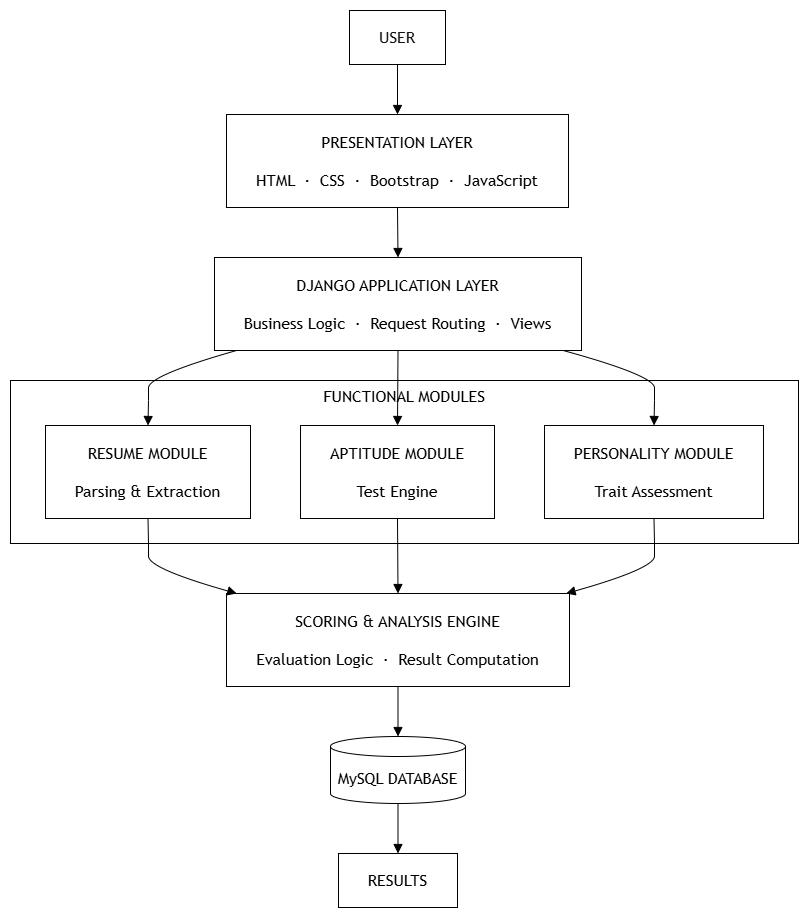 USER
PRESENTATION LAYER
HTML · CSS · Bootstrap · JavaScript
DJANGO APPLICATION LAYER
Business Logic · Request Routing · Views
FUNCTIONAL MODULES
RESUME MODULE
Parsing & Extraction
APTITUDE MODULE
Test Engine
PERSONALITY MODULE
Trait Assessment
SCORING & ANALYSIS ENGINE
Evaluation Logic · Result Computation
MySQL DATABASE
RESULTS